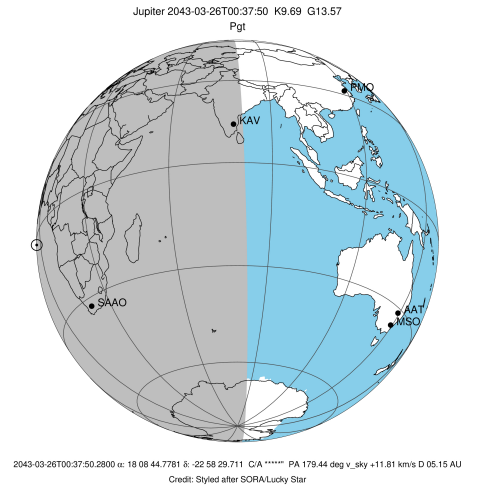 Jupiter 2043-03-26T00:37:50 K9.69 G13.57
Pgt
PMO
KAV
SAAO
AAT
MSO
2043-03-26T00:37:50.2800 α: 18 08 44.7781 δ: -22 58 29.711 C/A *****" PA 179.44 deg v_sky +11.81 km/s D 05.15 AU
Credit: Styled after SORA/Lucky Star